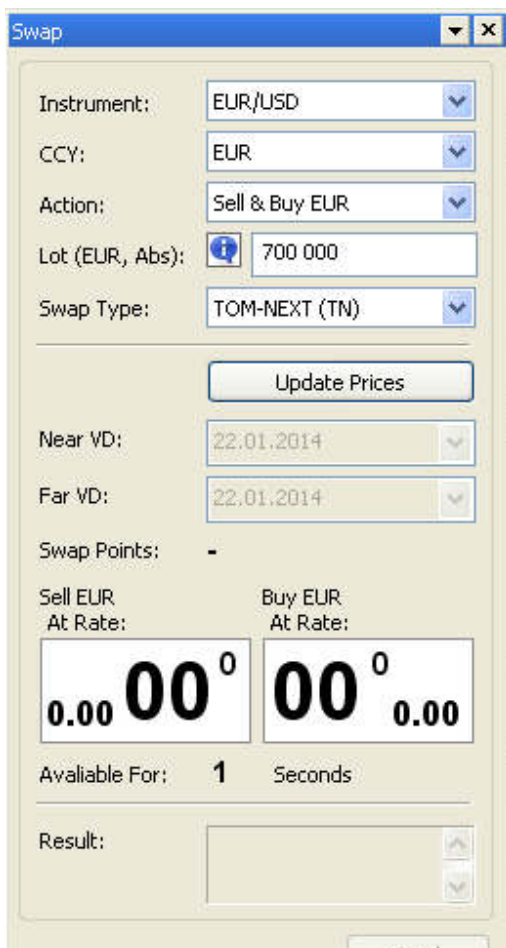 Swap
Instrument: EUR/USD
CCY: EUR
Action: Sell & Buy EUR
Lot (EUR, Abs): 700 000
Swap Type: TOM-NEXT (TN)
Update Prices
Near VD: 22.01.2014
Far VD: 22.01.2014
Swap Points: -
Sell EUR Buy EUR
At Rate: At Rate:
0.00 00 0 00 0 0.00
Avaliable For: 1 Seconds
Result: